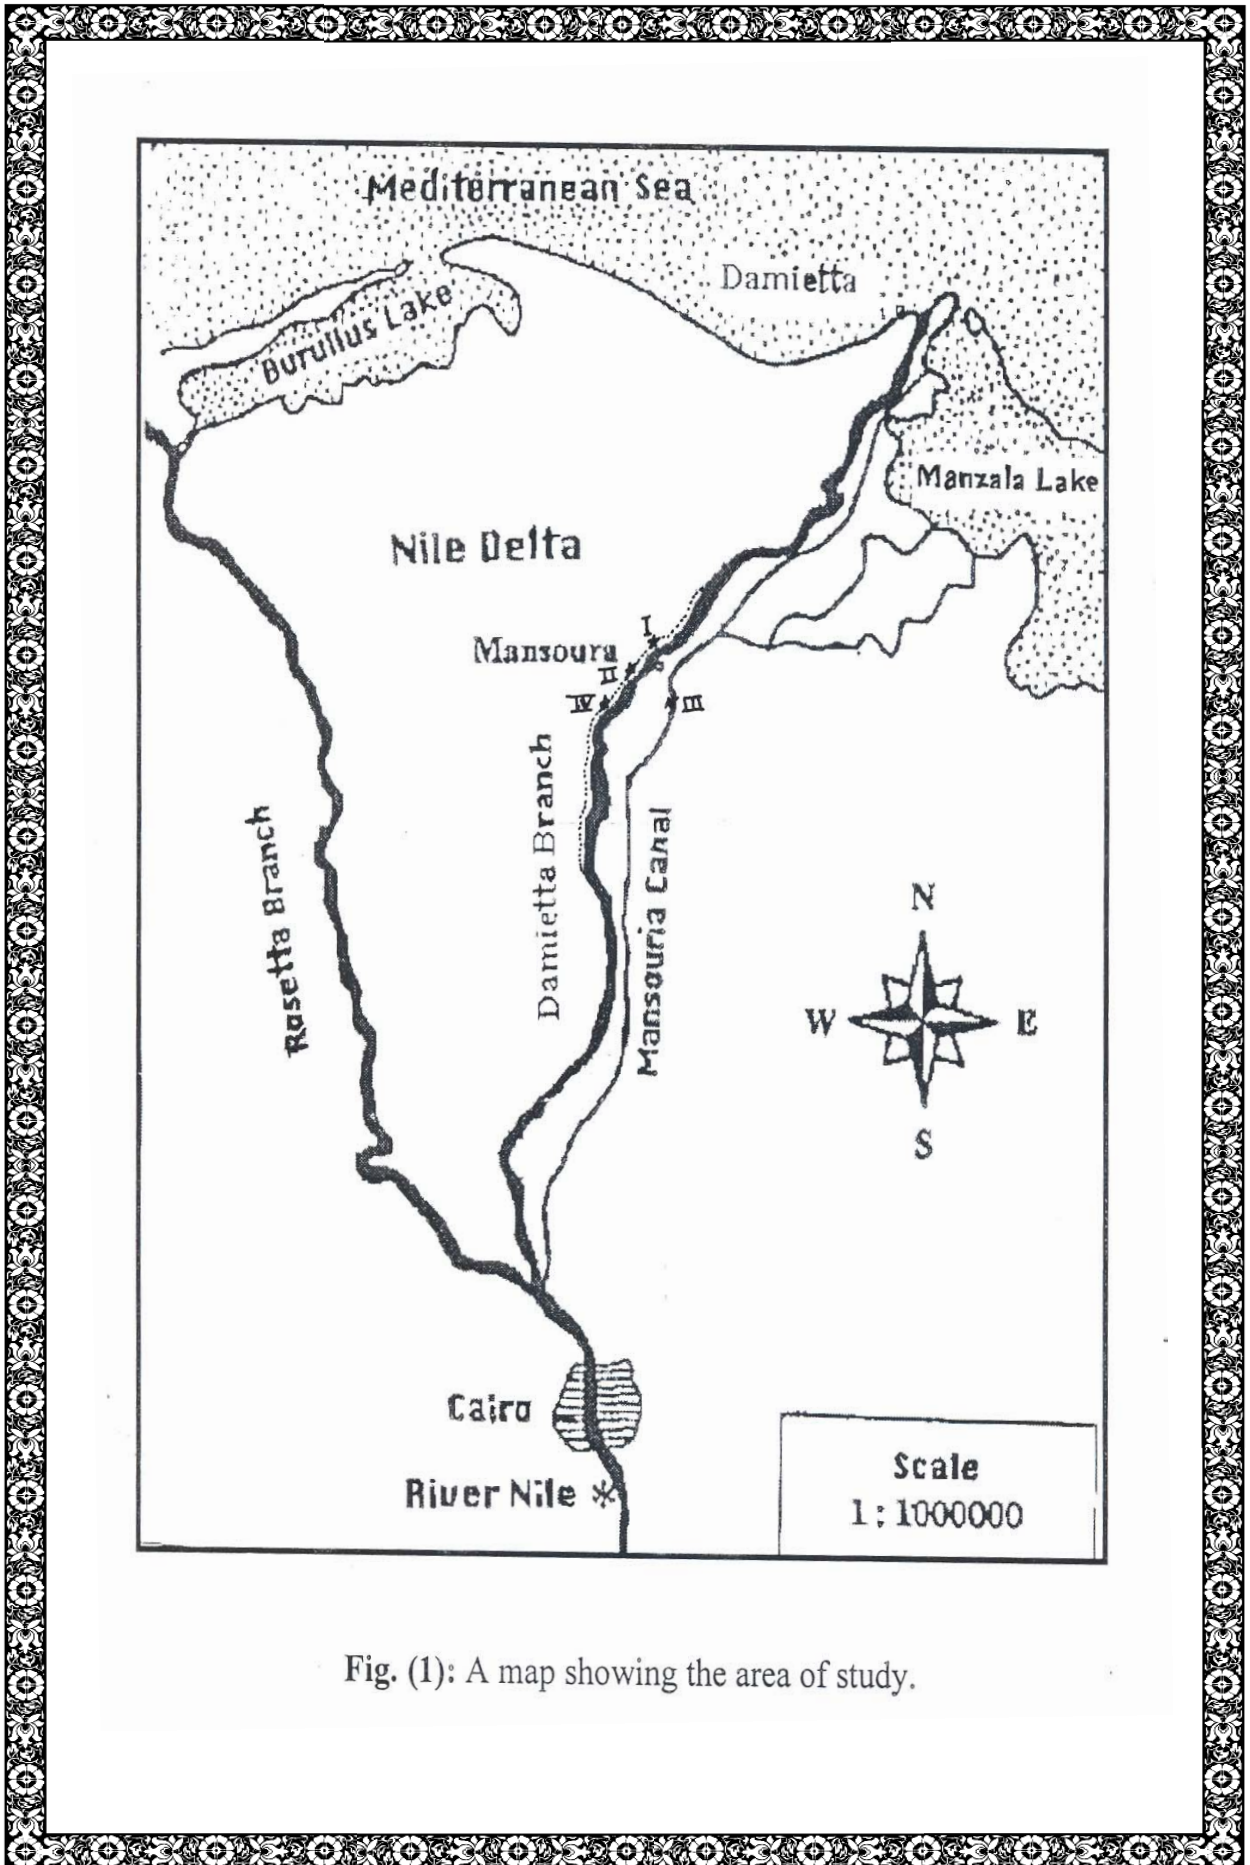 Mediterranean Sea
Damietta
Burullus Lake
Manzala Lake
Nile Delta
I
Mansoura
II
IV
III
Damietta Branch
Rosetta Branch
Mansouria Canal
N
W
E
S
Cairo
River Nile
Scale
1 : 1000000
Fig. (1): A map showing the area of study.